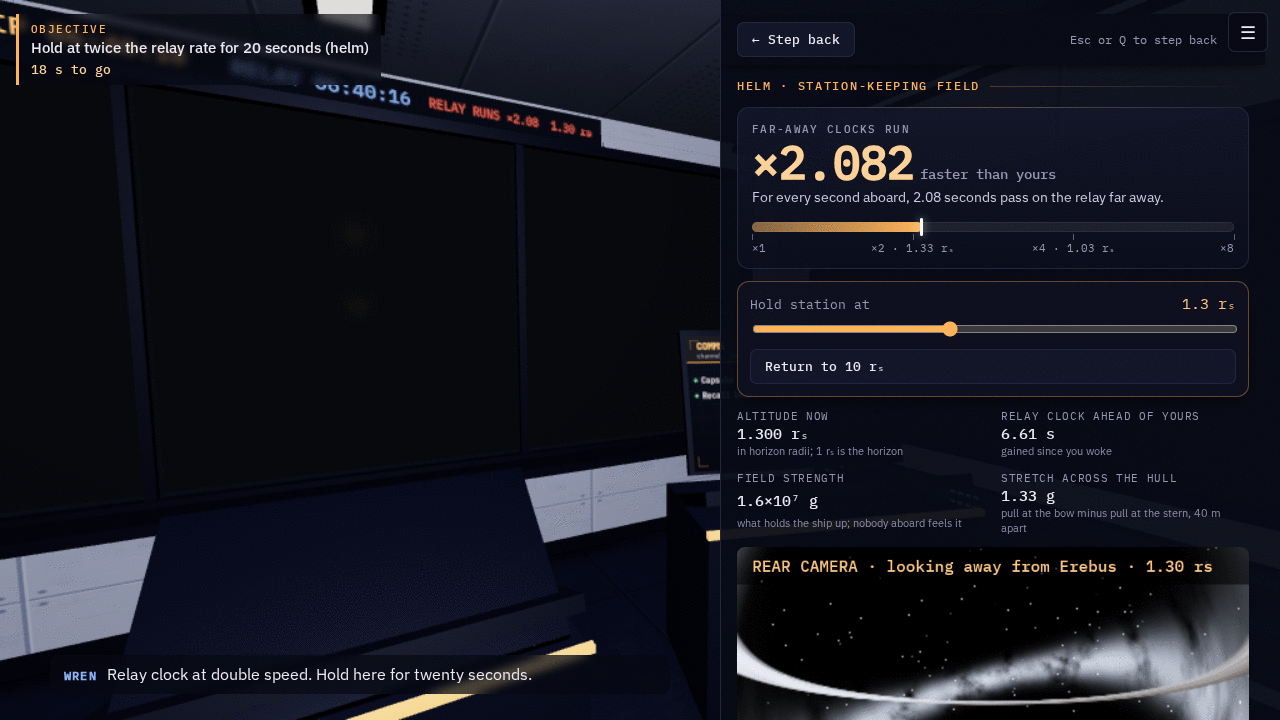 OBJECTIVE
Hold at twice the relay rate for 20 seconds (helm)
18 s to go
06:40:16
RELAY RUNS ×2.08 1.30 rs
COMM
channel
Caps
Reca
← Step back
Esc or Q to step back
☰
HELM · STATION-KEEPING FIELD
FAR-AWAY CLOCKS RUN
×2.082 faster than yours
For every second aboard, 2.08 seconds pass on the relay far away.
×1
×2 · 1.33 rₛ
×4 · 1.03 rₛ
×8
Hold station at
1.3 rₛ
Return to 10 rₛ
ALTITUDE NOW
1.300 rₛ
in horizon radii; 1 rₛ is the horizon
RELAY CLOCK AHEAD OF YOURS
6.61 s
gained since you woke
FIELD STRENGTH
1.6×10⁷ g
what holds the ship up; nobody aboard feels it
STRETCH ACROSS THE HULL
1.33 g
pull at the bow minus pull at the stern, 40 m
apart
REAR CAMERA · looking away from Erebus · 1.30 rs
WREN Relay clock at double speed. Hold here for twenty seconds.